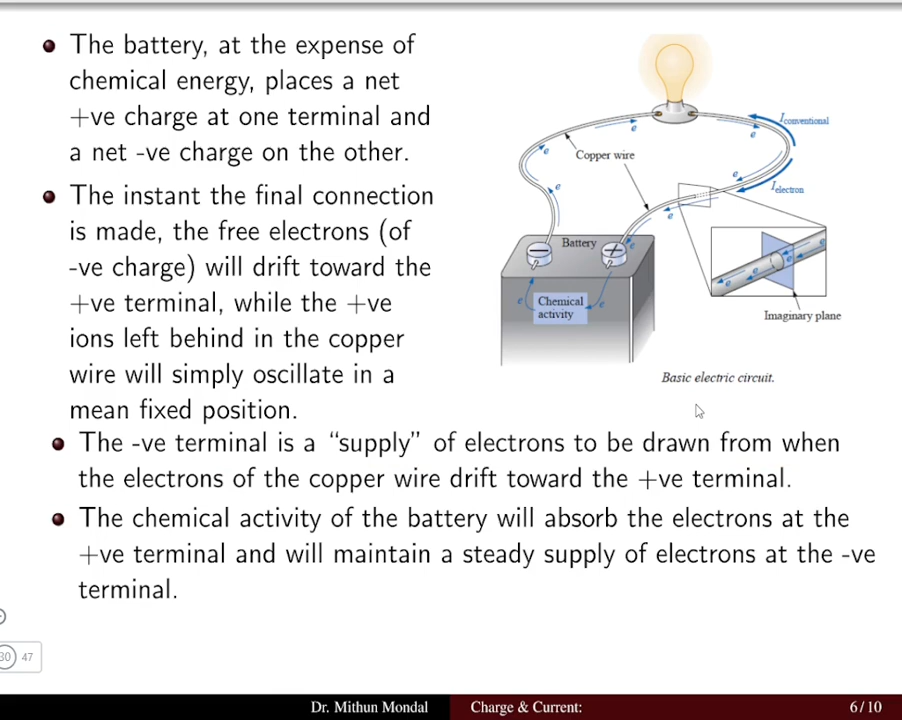 The battery, at the expense of
chemical energy, places a net
+ve charge at one terminal and
a net -ve charge on the other.
The instant the final connection
is made, the free electrons (of
-ve charge) will drift toward the
+ve terminal, while the +ve
ions left behind in the copper
wire will simply oscillate in a
mean fixed position.
The -ve terminal is a “supply” of electrons to be drawn from when
the electrons of the copper wire drift toward the +ve terminal.
The chemical activity of the battery will absorb the electrons at the
+ve terminal and will maintain a steady supply of electrons at the -ve
terminal.
Iconventional
e
e
e
Copper wire
e
e
Ielectron
e
e
Battery
e
e
e
e
e
Chemical
activity
e
e
Imaginary plane
Basic electric circuit.
30 47
Dr. Mithun Mondal
Charge & Current:
6/10